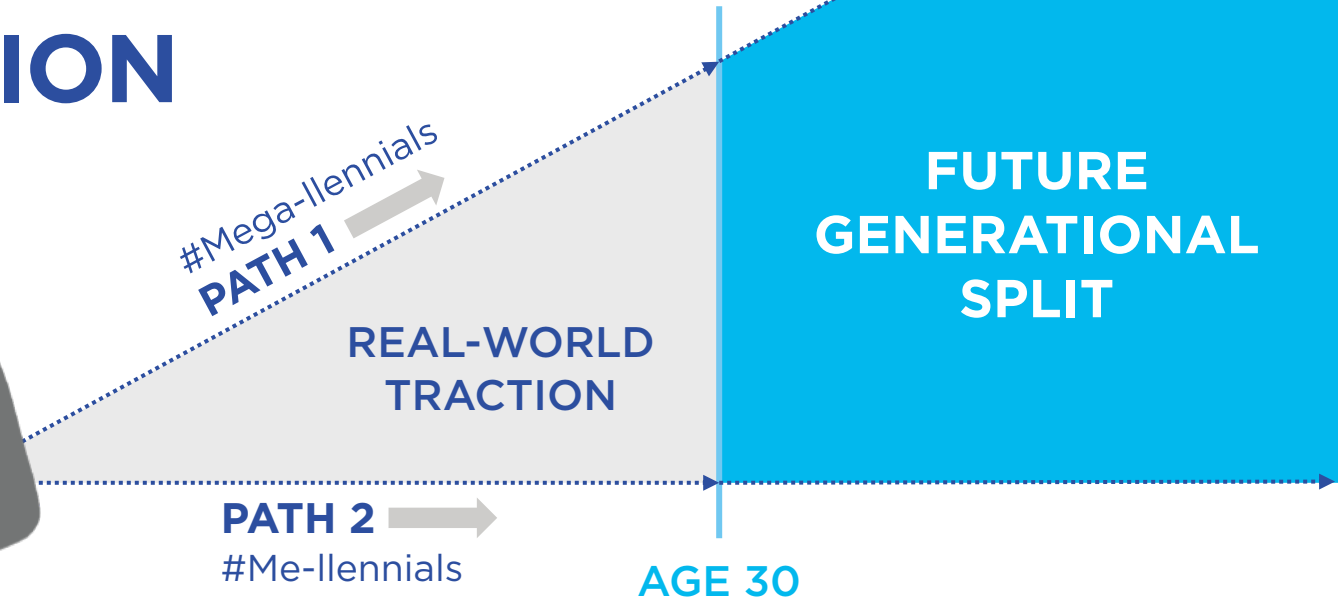 ION
#Mega-llennials
PATH 1
REAL-WORLD
TRACTION
FUTURE
GENERATIONAL
SPLIT
PATH 2
#Me-llennials
AGE 30